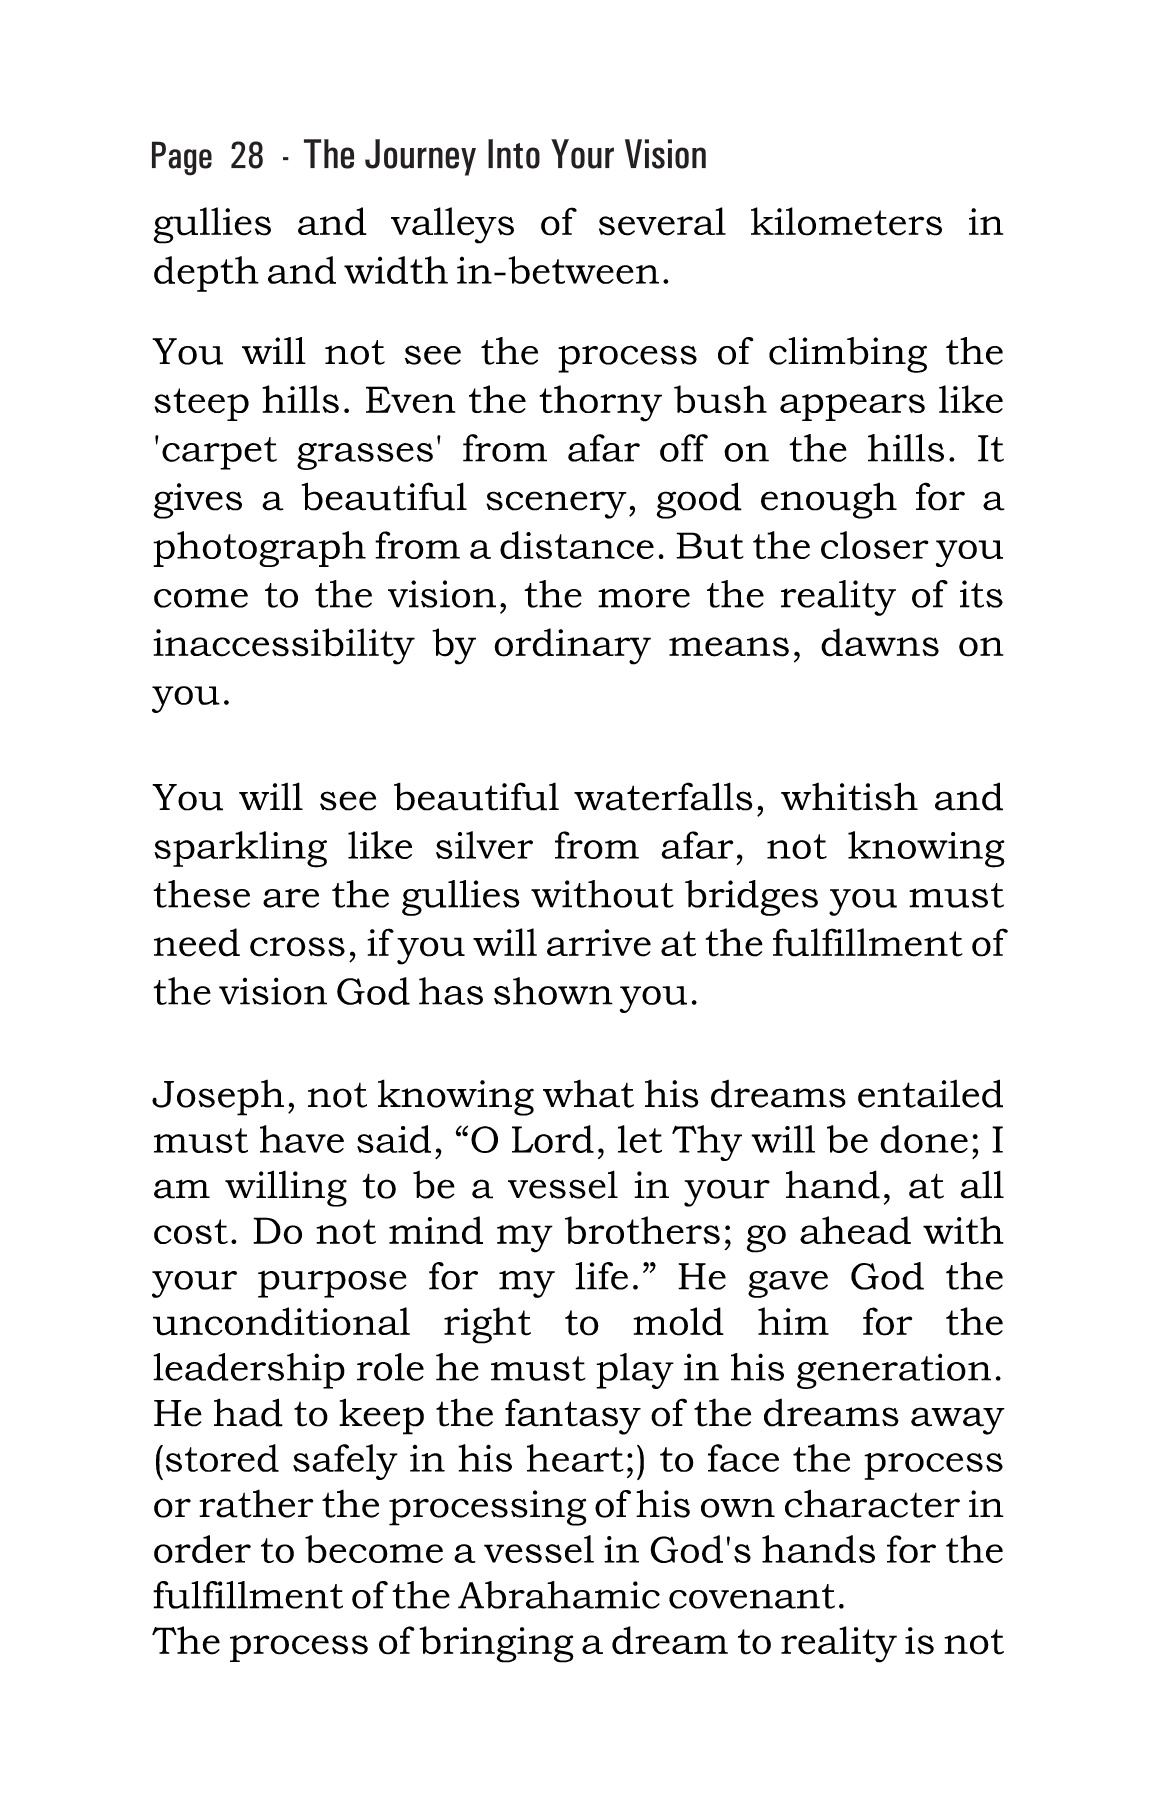 Page 28 - The Journey Into Your Vision
gullies and valleys of several kilometers in
depth and width in-between.
You will not see the process of climbing the
steep hills. Even the thorny bush appears like
'carpet grasses' from afar off on the hills. It
gives a beautiful scenery, good enough for a
photograph from a distance. But the closer you
come to the vision, the more the reality of its
inaccessibility by ordinary means, dawns on
you.
You will see beautiful waterfalls, whitish and
sparkling like silver from afar, not knowing
these are the gullies without bridges you must
need cross, if you will arrive at the fulfillment of
the vision God has shown you.
Joseph, not knowing what his dreams entailed
must have said, “O Lord, let Thy will be done; I
am willing to be a vessel in your hand, at all
cost. Do not mind my brothers; go ahead with
your purpose for my life.” He gave God the
unconditional right to mold him for the
leadership role he must play in his generation.
He had to keep the fantasy of the dreams away
(stored safely in his heart;) to face the process
or rather the processing of his own character in
order to become a vessel in God's hands for the
fulfillment of the Abrahamic covenant.
The process of bringing a dream to reality is not